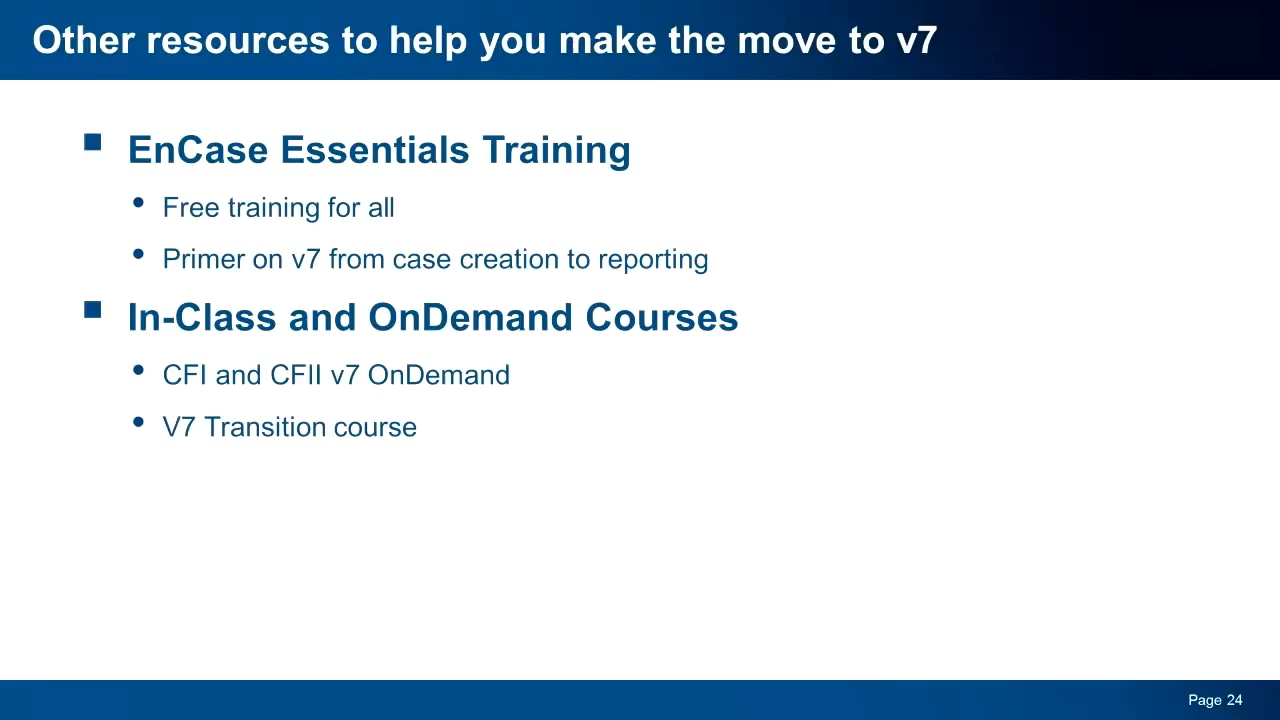 Other resources to help you make the move to v7
EnCase Essentials Training
Free training for all
Primer on v7 from case creation to reporting
In-Class and OnDemand Courses
CFI and CFII v7 OnDemand
V7 Transition course
Page 24